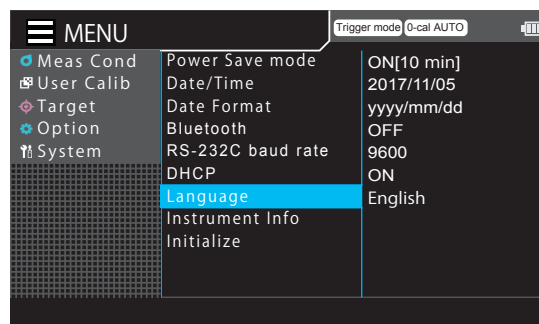 MENU
Trigger mode 0-cal AUTO
Meas Cond
User Calib
Target
Option
System
Power Save mode ON[10 min]
Date/Time 2017/11/05
Date Format yyyy/mm/dd
Bluetooth OFF
RS-232C baud rate 9600
DHCP ON
Language English
Instrument Info
Initialize